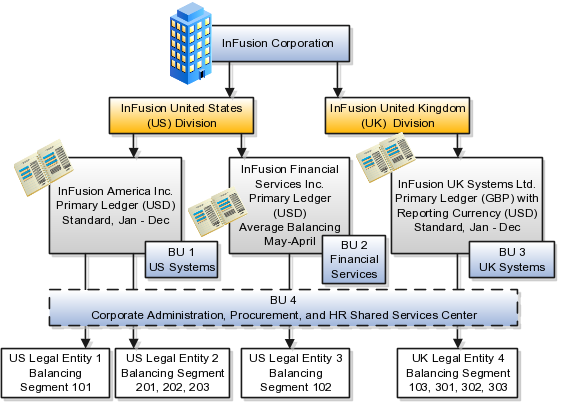 InFusion Corporation
InFusion United States
(US) Division
InFusion United Kingdom
(UK) Division
InFusion America Inc.
Primary Ledger (USD)
Standard, Jan - Dec
BU 1
US Systems
InFusion Financial
Services Inc.
Primary Ledger
(USD)
Average Balancing
May-April
BU 2
Financial
Services
InFusion UK Systems Ltd.
Primary Ledger (GBP) with
Reporting Currency (USD)
Standard, Jan - Dec
BU 3
UK Systems
BU 4
Corporate Administration, Procurement, and HR Shared Services Center
US Legal Entity 1
Balancing
Segment 101
US Legal Entity 2
Balancing Segment
201, 202, 203
US Legal Entity 3
Balancing
Segment 102
UK Legal Entity 4
Balancing Segment
103, 301, 302, 303